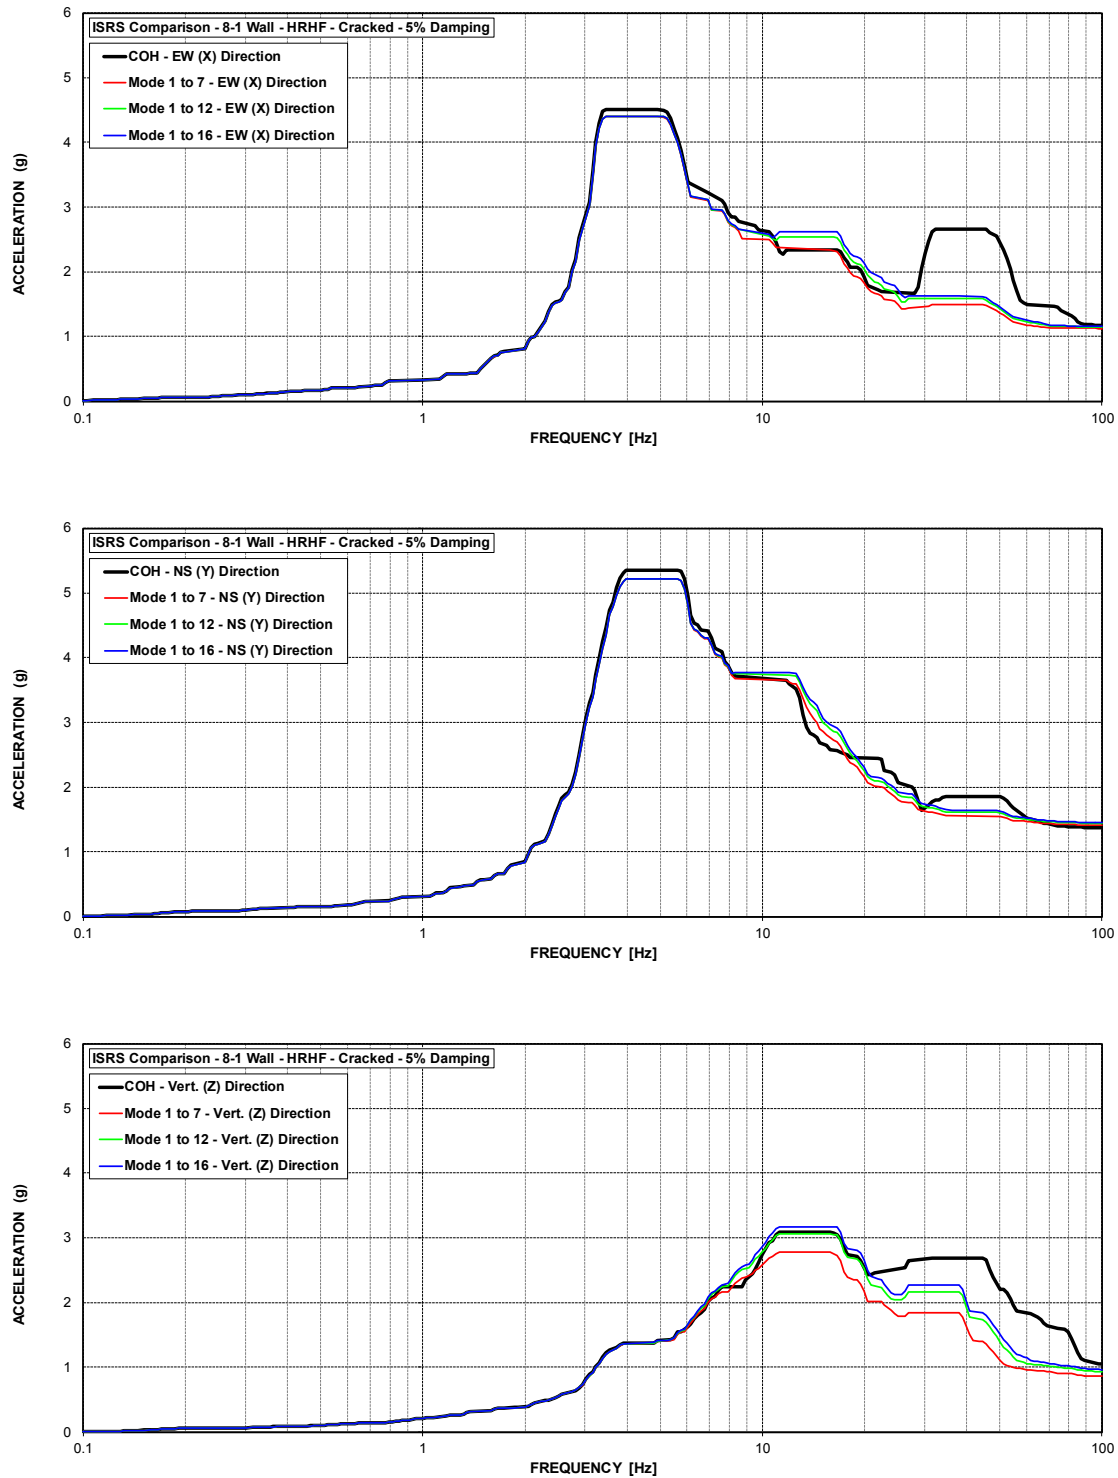 ISRS Comparison - 8-1 Wall - HRHF - Cracked - 5% Damping
COH - EW (X) Direction
Mode 1 to 7 - EW (X) Direction
Mode 1 to 12 - EW (X) Direction
Mode 1 to 16 - EW (X) Direction
ACCELERATION (g)
6
5
4
3
2
1
0
0.1 1 10 100
FREQUENCY [Hz]
ISRS Comparison - 8-1 Wall - HRHF - Cracked - 5% Damping
COH - NS (Y) Direction
Mode 1 to 7 - NS (Y) Direction
Mode 1 to 12 - NS (Y) Direction
Mode 1 to 16 - NS (Y) Direction
ACCELERATION (g)
6
5
4
3
2
1
0
0.1 1 10 100
FREQUENCY [Hz]
ISRS Comparison - 8-1 Wall - HRHF - Cracked - 5% Damping
COH - Vert. (Z) Direction
Mode 1 to 7 - Vert. (Z) Direction
Mode 1 to 12 - Vert. (Z) Direction
Mode 1 to 16 - Vert. (Z) Direction
ACCELERATION (g)
6
5
4
3
2
1
0
0.1 1 10 100
FREQUENCY [Hz]